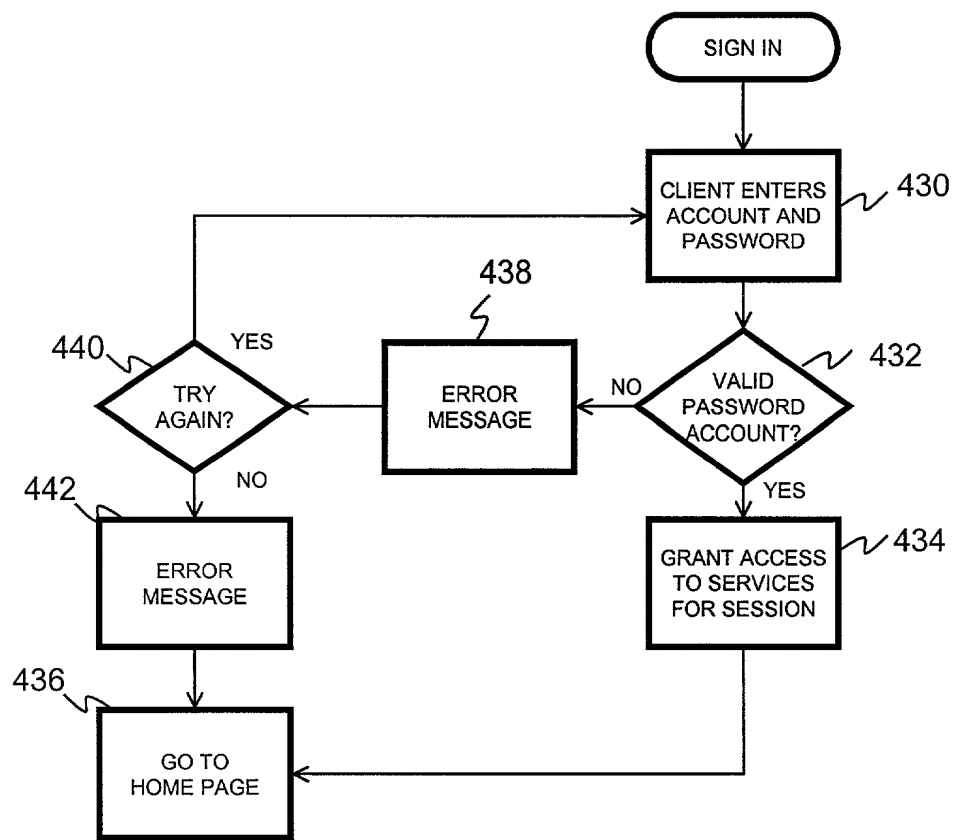 SIGN IN
CLIENT ENTERS
ACCOUNT AND
PASSWORD
430
438
440
YES
TRY
AGAIN?
NO
ERROR
MESSAGE
NO
VALID
PASSWORD
ACCOUNT?
432
YES
442
ERROR
MESSAGE
GRANT ACCESS
TO SERVICES
FOR SESSION
434
436
GO TO
HOME PAGE